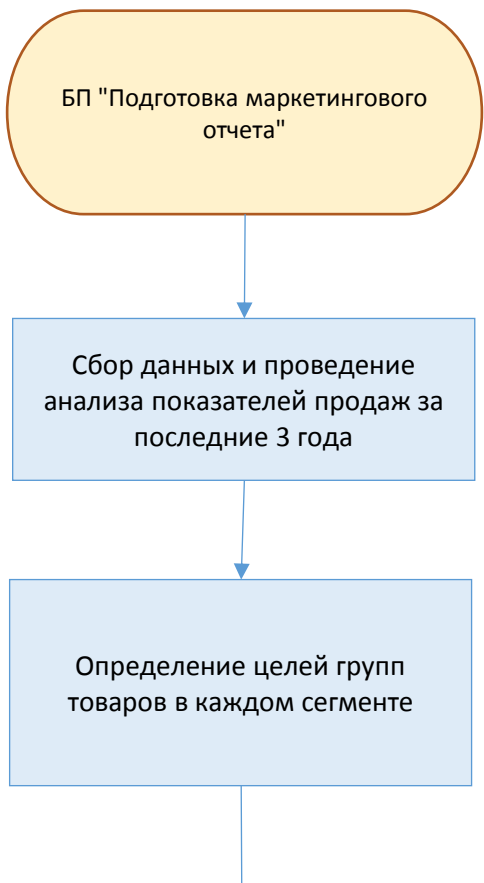 БП "Подготовка маркетингового
отчета"
Сбор данных и проведение
анализа показателей продаж за
последние 3 года
Определение целей групп
товаров в каждом сегменте